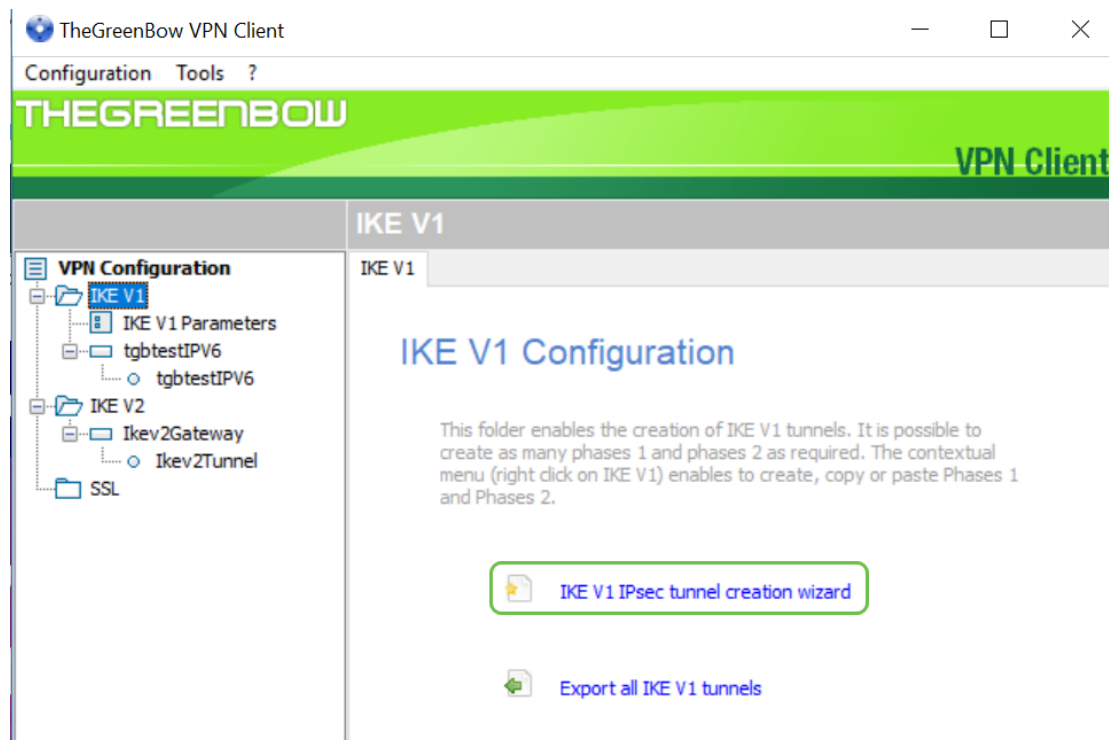 TheGreenBow VPN Client
Configuration Tools ?
THEGREENBOW
VPN Client
IKE V1
VPN Configuration
IKE V1
IKE V1 Parameters
tgbtestIPV6
tgbtestIPV6
IKE V2
Ikev2Gateway
Ikev2Tunnel
SSL
IKE V1
IKE V1 Configuration
This folder enables the creation of IKE V1 tunnels. It is possible to
create as many phases 1 and phases 2 as required. The contextual
menu (right click on IKE V1) enables to create, copy or paste Phases 1
and Phases 2.
IKE V1 IPsec tunnel creation wizard
Export all IKE V1 tunnels